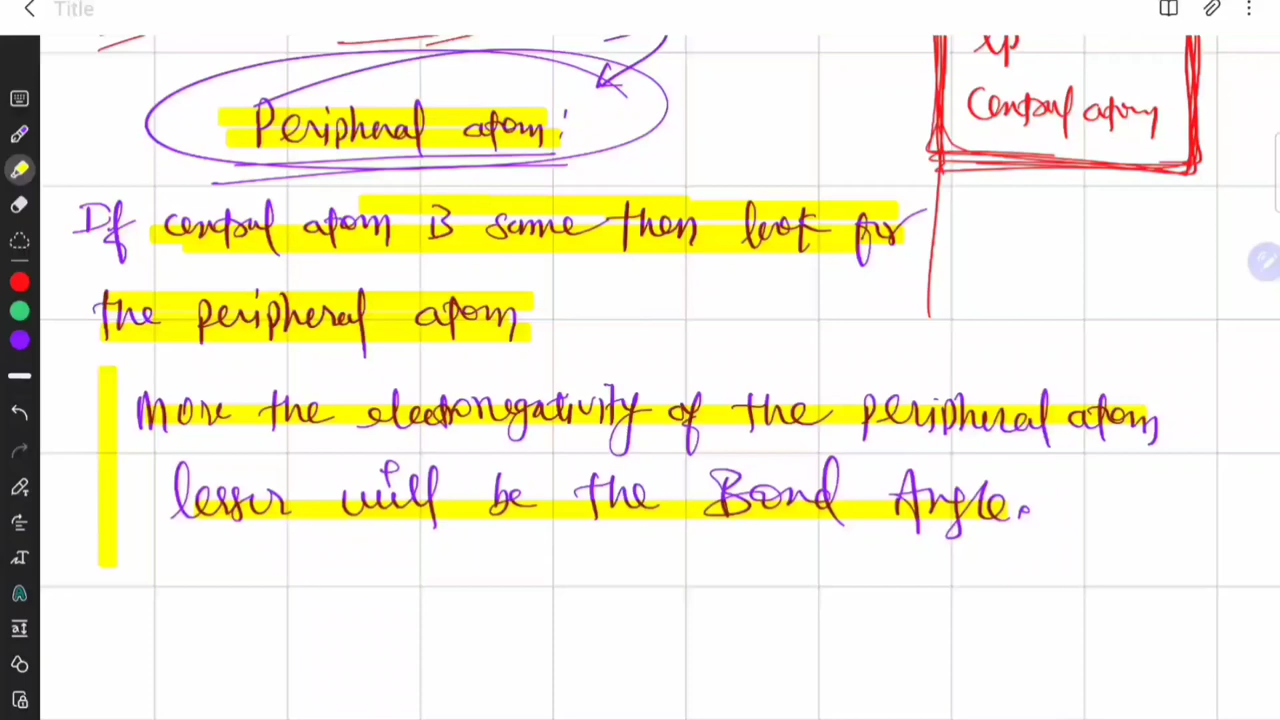 Title
lp
Central atom
Peripheral atom:
If central atom is same then look for
the peripheral atom
More the electronegativity of the peripheral atom
lesser will be the Bond Angle.